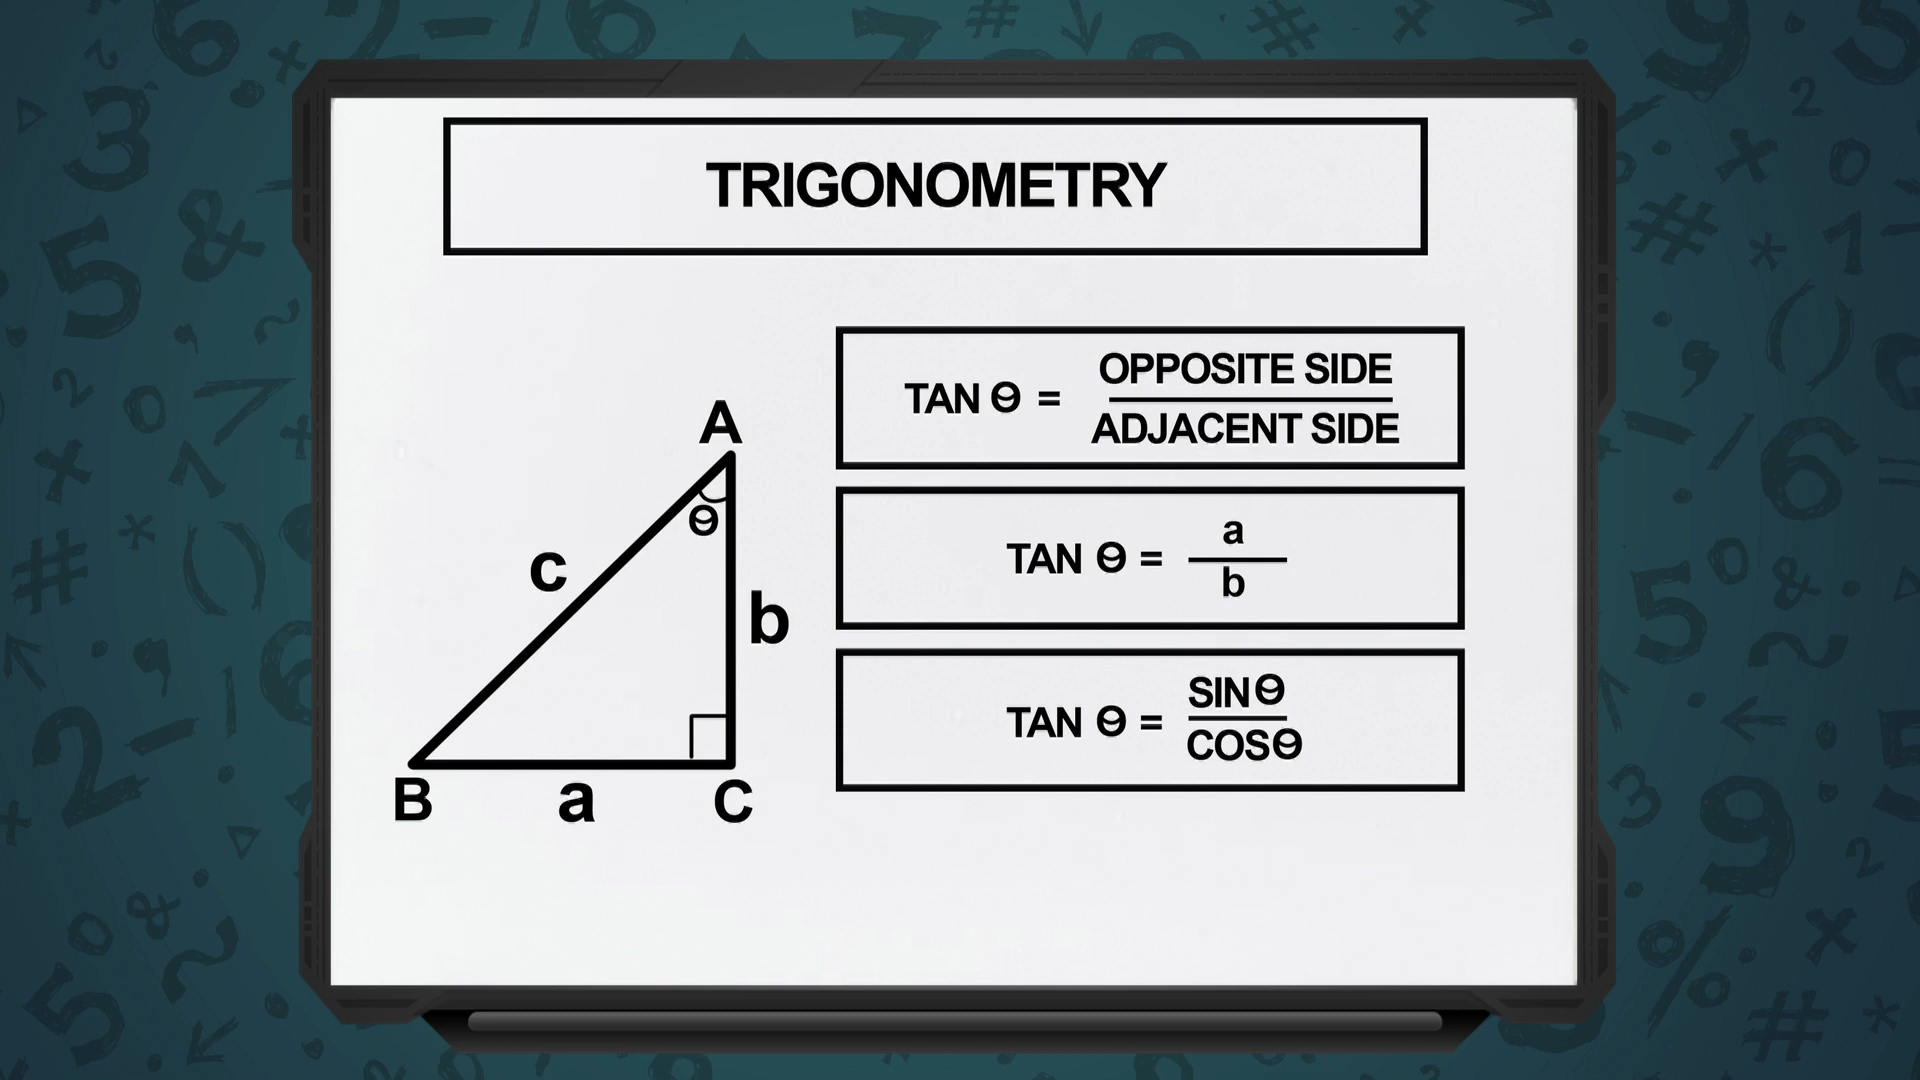 TRIGONOMETRY
A
Θ
c
b
B
a
C
TAN Θ = OPPOSITE SIDE
ADJACENT SIDE
TAN Θ = a
b
TAN Θ = SINΘ
COSΘ